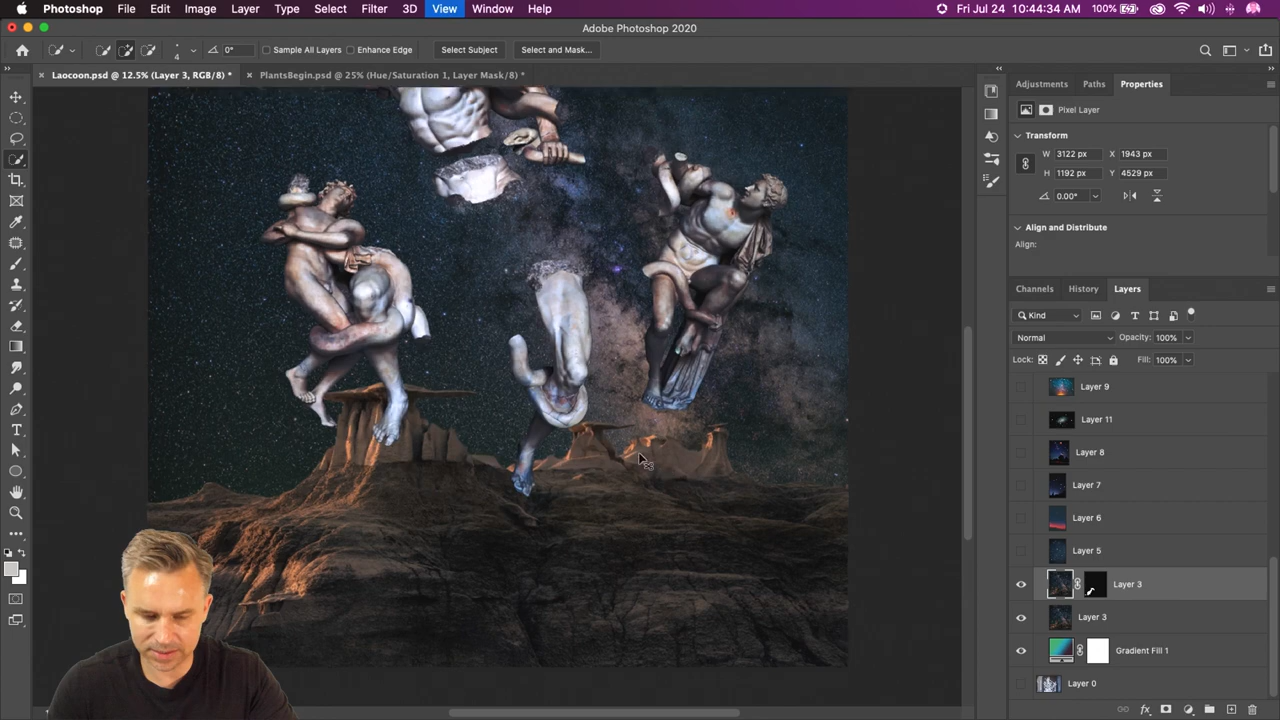 Photoshop File Edit Image Layer Type Select Filter 3D View Window Help 100% Fri Jul 24 10:44:34 AM
Adobe Photoshop 2020
4 0° Sample All Layers Enhance Edge Select Subject Select and Mask...
Laocoon.psd @ 12.5% (Layer 3, RGB/8) * PlantsBegin.psd @ 25% (Hue/Saturation 1, Layer Mask/8) *
Adjustments Paths Properties
Pixel Layer
Transform
W 3122 px X 1943 px
H 1192 px Y 4529 px
0.00°
Align and Distribute
Align:
Channels History Layers
Kind
Normal Opacity: 100%
Lock: Fill: 100%
Layer 9
Layer 11
Layer 8
Layer 7
Layer 6
Layer 5
Layer 3
Layer 3
Gradient Fill 1
Layer 0